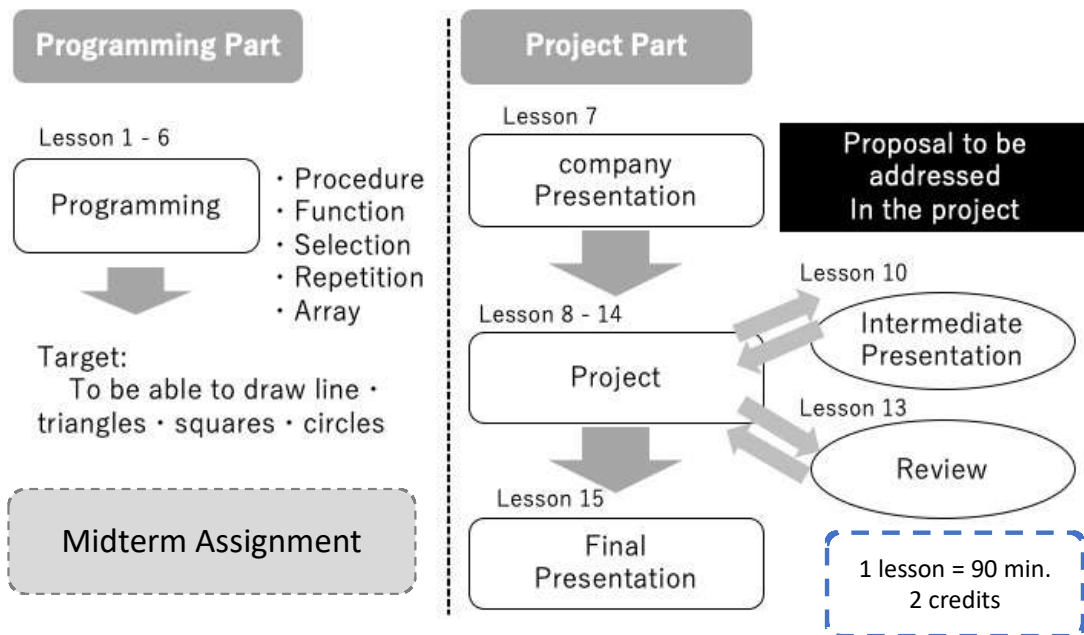 Programming Part
Lesson 1 - 6
Programming
・Procedure
・Function
・Selection
・Repetition
・Array
Target:
To be able to draw line・
triangles・squares・circles
Midterm Assignment
Project Part
Lesson 7
company
Presentation
Proposal to be
addressed
In the project
Lesson 8 - 14
Project
Lesson 10
Intermediate
Presentation
Lesson 13
Review
Lesson 15
Final
Presentation
1 lesson = 90 min.
2 credits